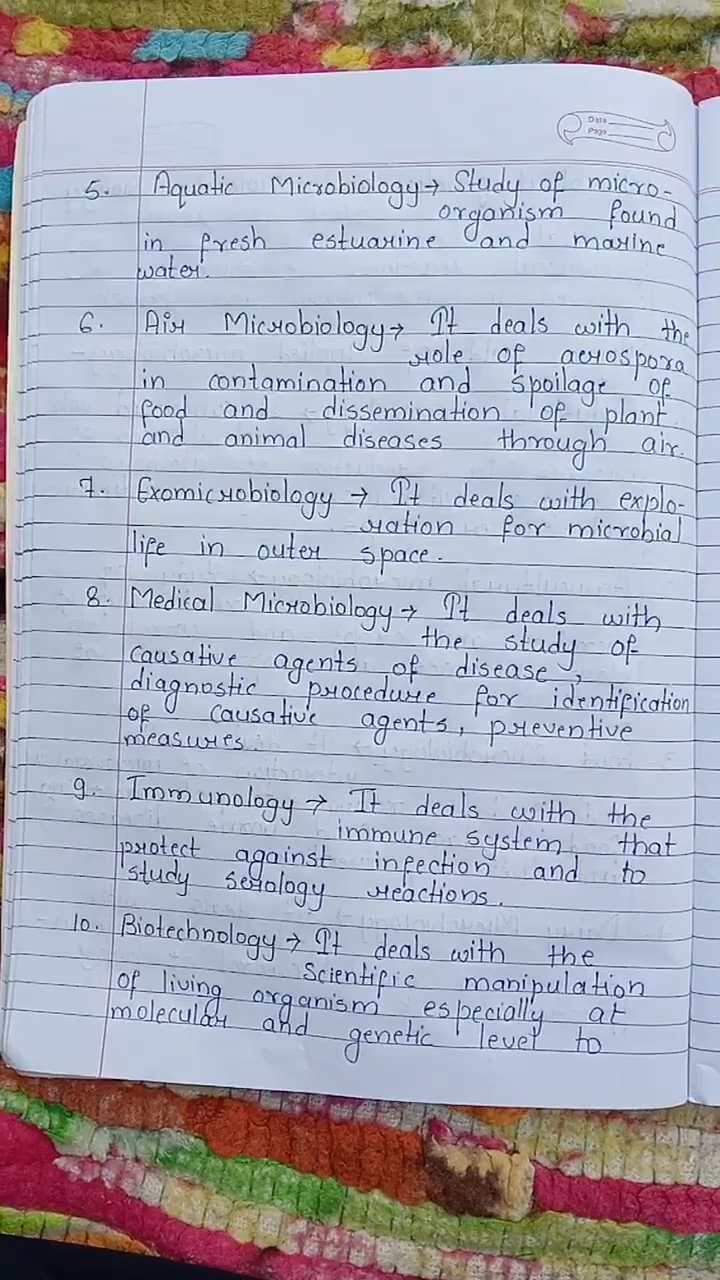 Date
Page
5. Aquatic Microbiology → Study of micro-
organism found
in fresh estuarine and marine
water.
6. Air Microbiology → It deals with the
role of aerospora
in contamination and spoilage of
food and dissemination of plant
and animal diseases through air.
7. Exomicrobiology → It deals with explo-
ration for microbial
life in outer space.
8. Medical Microbiology → It deals with
the study of
causative agents of disease,
diagnostic procedure for identification
of causative agents, preventive
measures.
9. Immunology → It deals with the
immune system that
protect against infection and to
study serology reactions.
10. Biotechnology → It deals with the
Scientific manipulation
of living organism especially at
molecular and genetic level to